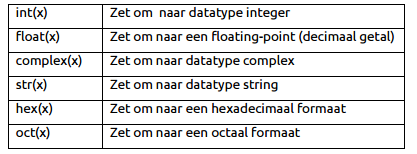 int(x) Zet om naar datatype integer
float(x) Zet om naar een floating-point (decimaal getal)
complex(x) Zet om naar datatype complex
str(x) Zet om naar datatype string
hex(x) Zet om naar een hexadecimaal formaat
oct(x) Zet om naar een octaal formaat